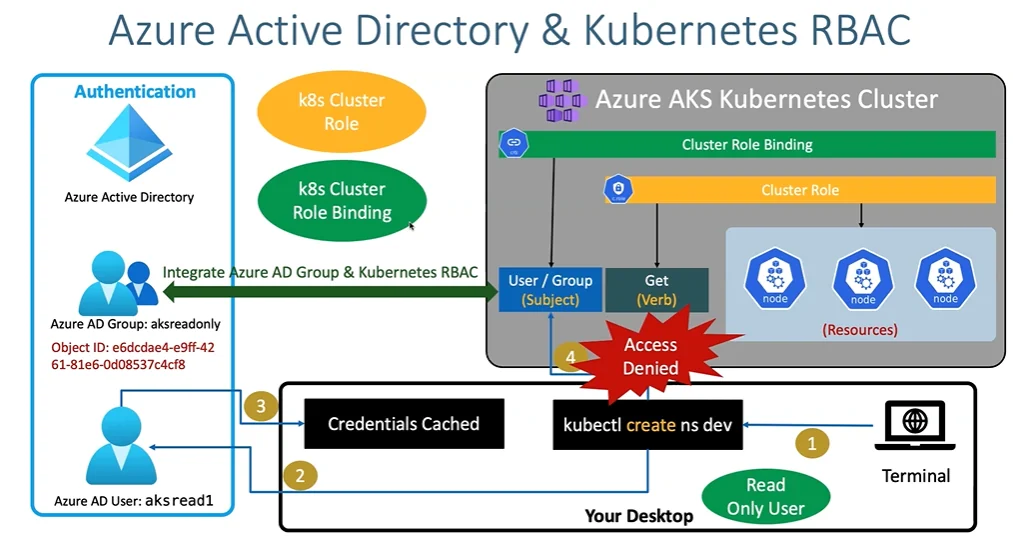 Azure Active Directory & Kubernetes RBAC
Authentication
Azure Active Directory
k8s Cluster
Role
k8s Cluster
Role Binding
Azure AKS Kubernetes Cluster
Cluster Role Binding
Cluster Role
Integrate Azure AD Group & Kubernetes RBAC
User / Group
(Subject)
Get
(Verb)
node
node
node
(Resources)
Azure AD Group: aksreadonly
Object ID: e6dcdae4-e9ff-42
61-81e6-0d08537c4cf8
4
Access
Denied
3
Credentials Cached
kubectl create ns dev
1
Terminal
2
Azure AD User: aksread1
Read
Only User
Your Desktop